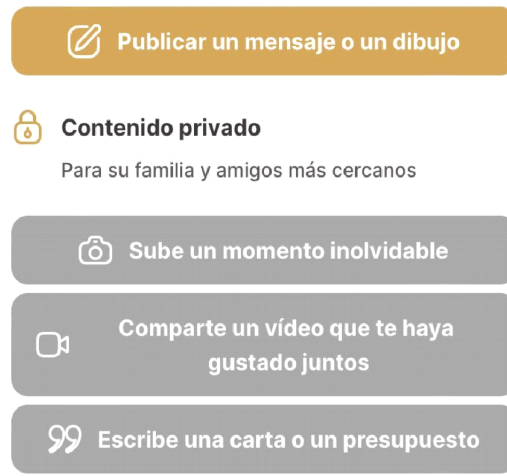 Publicar un mensaje o un dibujo
Contenido privado
Para su familia y amigos más cercanos
Sube un momento inolvidable
Comparte un vídeo que te haya
gustado juntos
Escribe una carta o un presupuesto